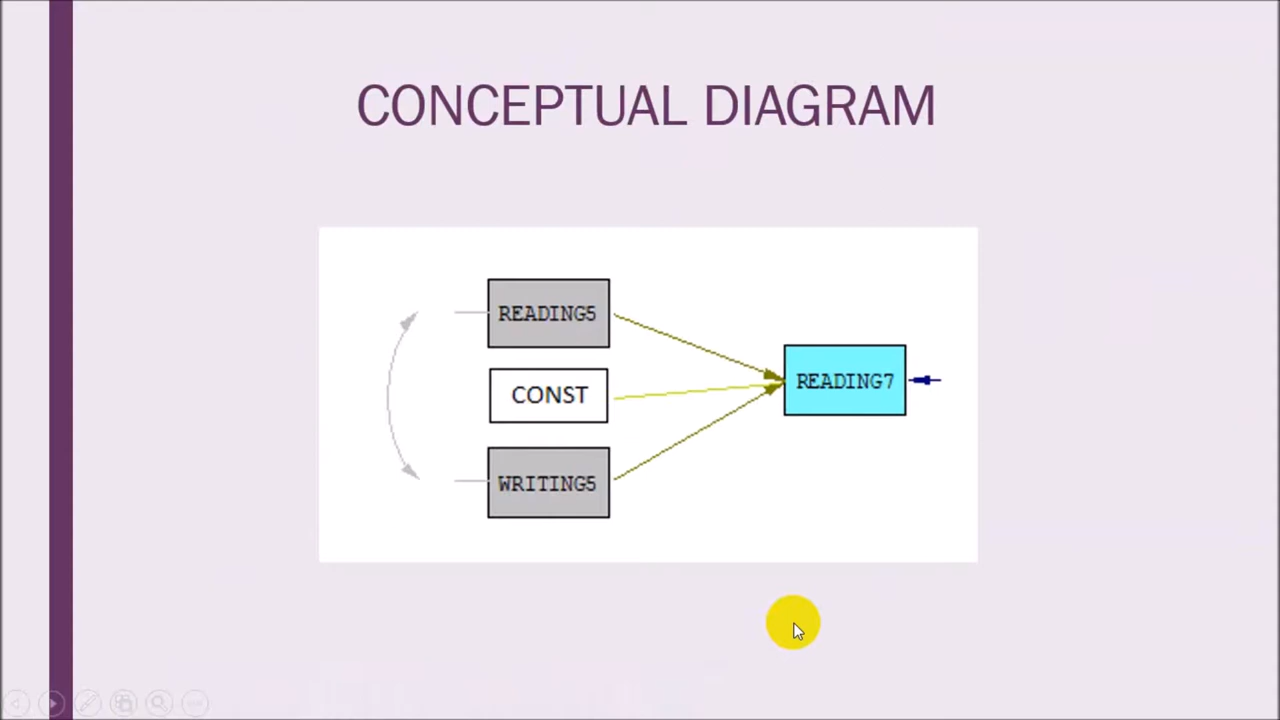 CONCEPTUAL DIAGRAM
READING5
CONST
READING7
WRITING5